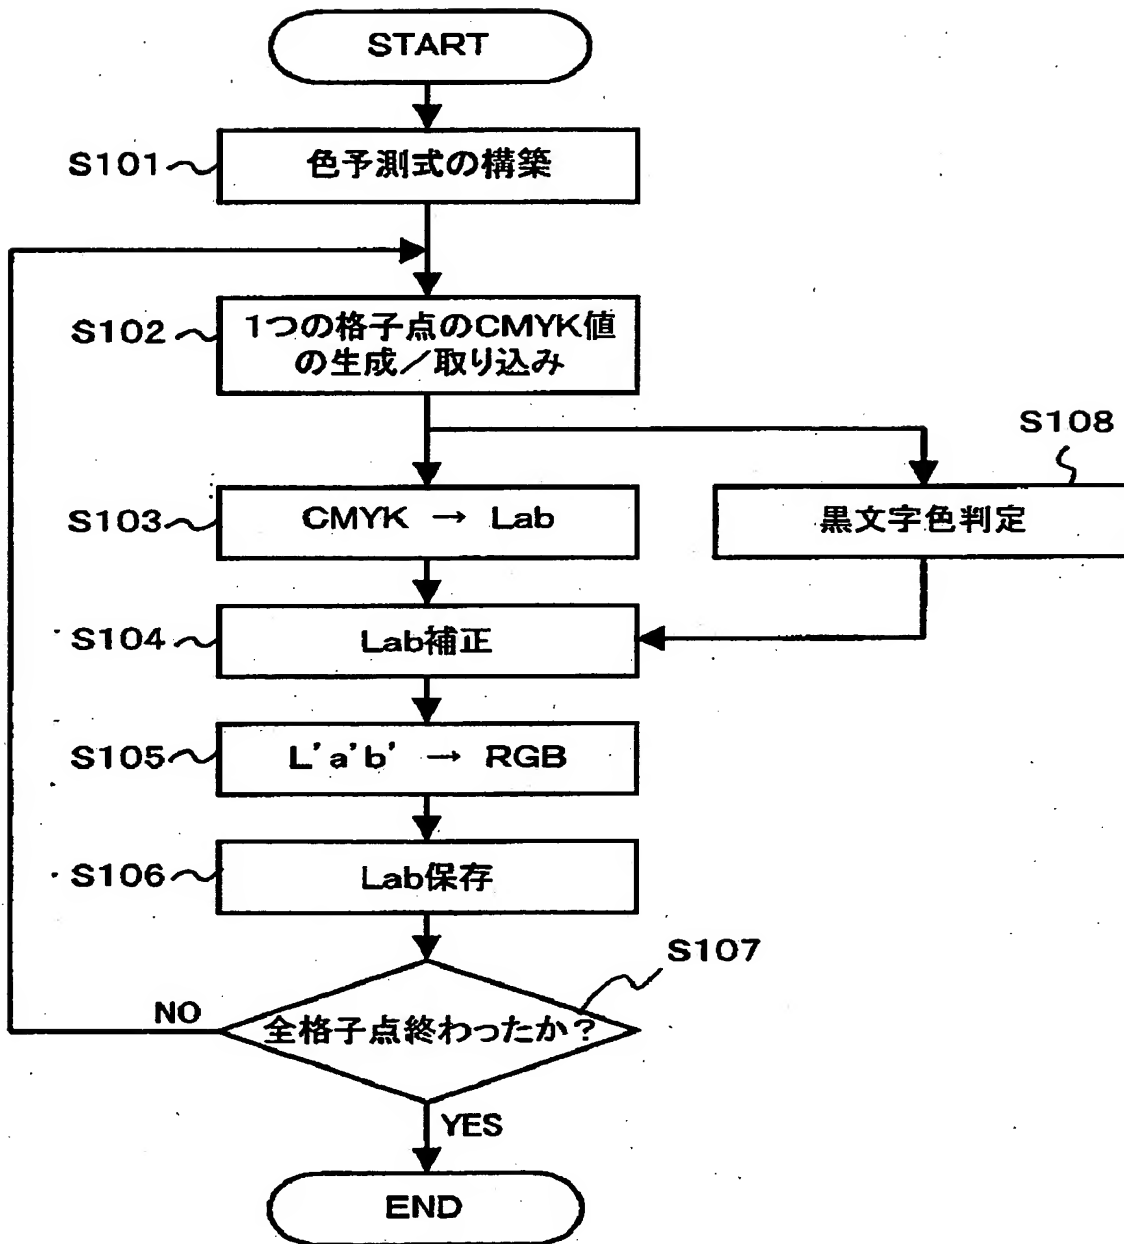 START
S101
色予測式の構築
S102
1つの格子点のCMYK値
の生成／取り込み
S108
S103
CMYK → Lab
黒文字色判定
S104
Lab補正
S105
L'a'b' → RGB
S106
Lab保存
S107
NO
全格子点終わったか？
YES
END